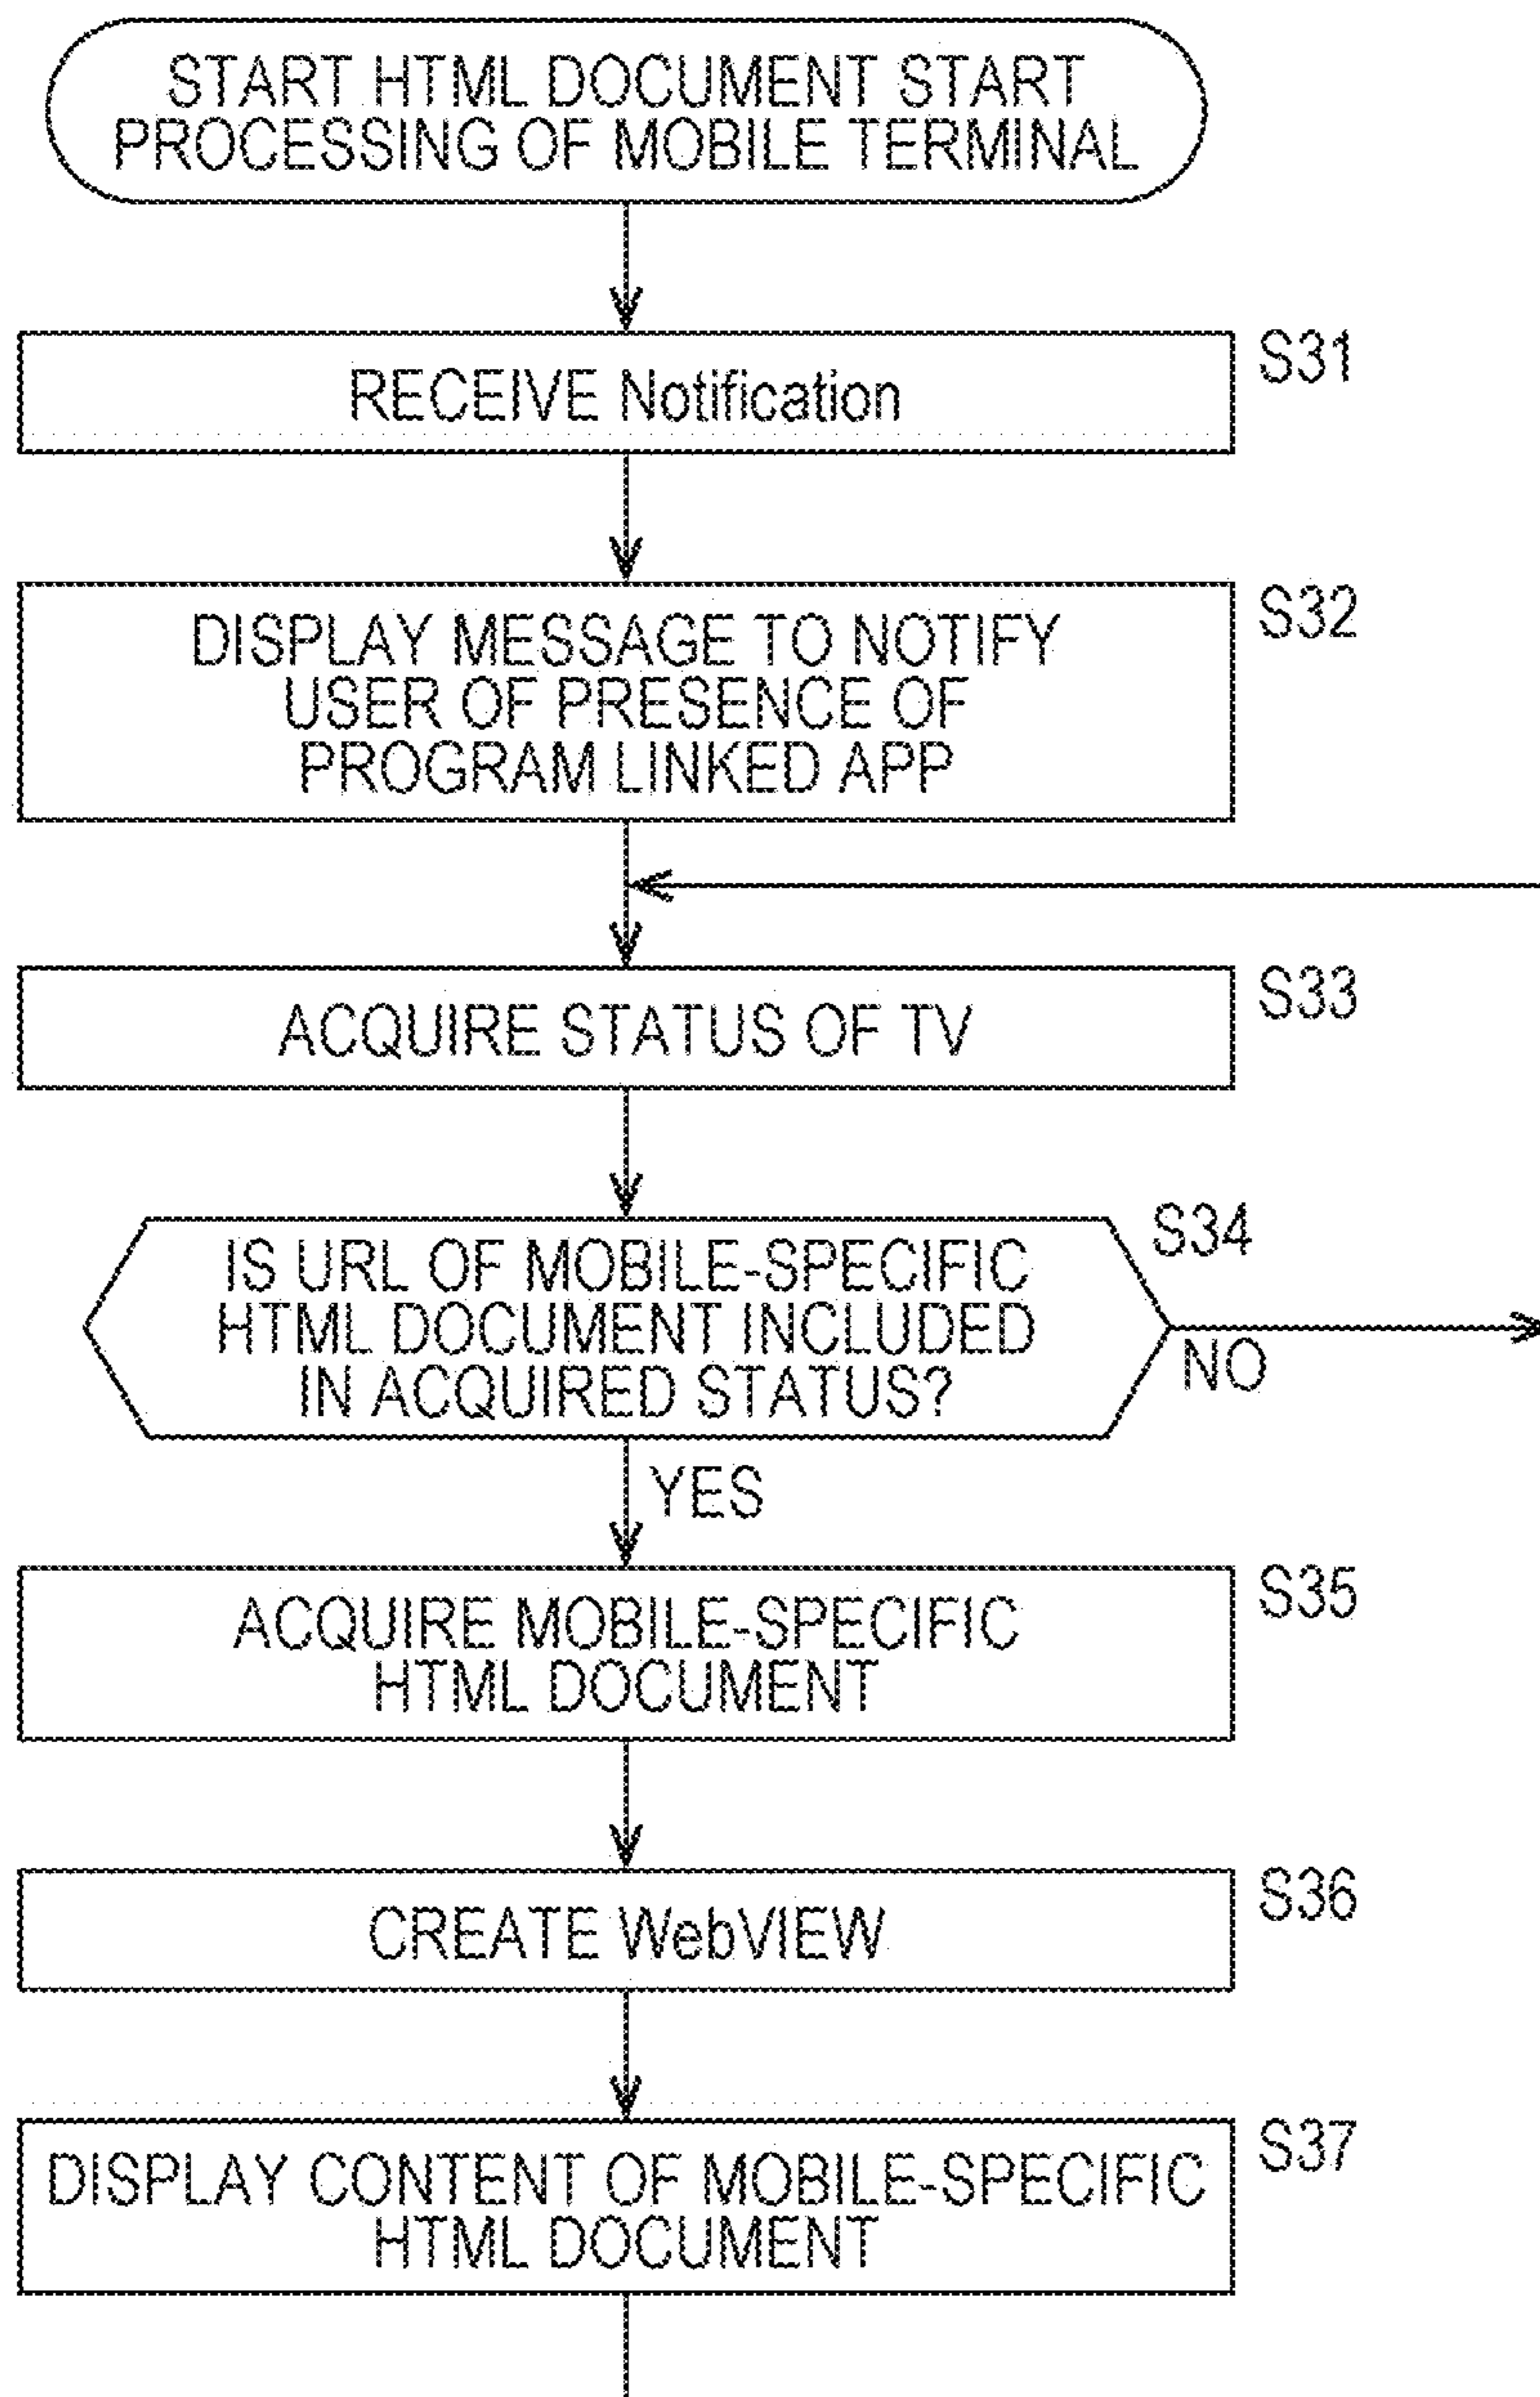 START HTML DOCUMENT START
PROCESSING OF MOBILE TERMINAL
S31
RECEIVE Notification
S32
DISPLAY MESSAGE TO NOTIFY
USER OF PRESENCE OF
PROGRAM LINKED APP
S33
ACQUIRE STATUS OF TV
S34
IS URL OF MOBILE-SPECIFIC
HTML DOCUMENT INCLUDED
IN ACQUIRED STATUS?
NO
YES
S35
ACQUIRE MOBILE-SPECIFIC
HTML DOCUMENT
S36
CREATE WebVIEW
S37
DISPLAY CONTENT OF MOBILE-SPECIFIC
HTML DOCUMENT